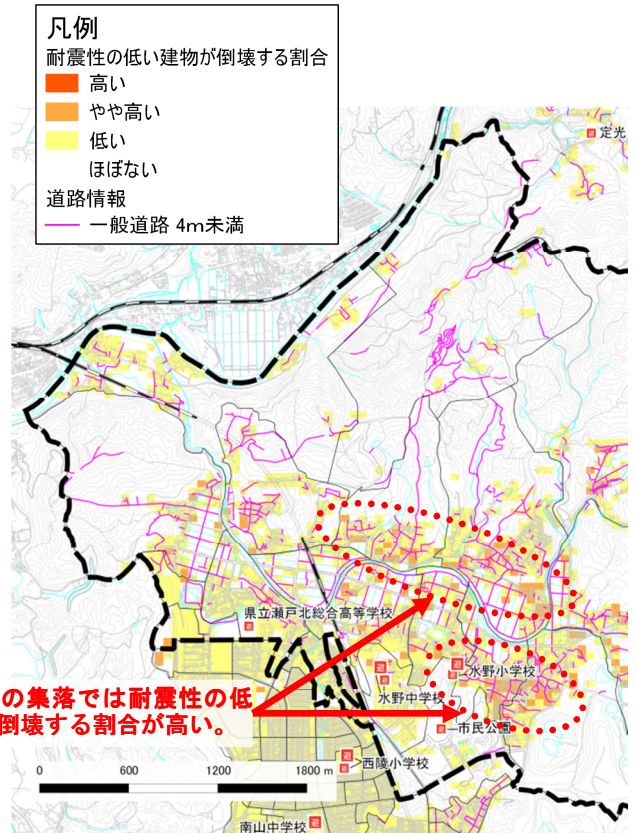 凡例
耐震性の低い建物が倒壊する割合
高い
やや高い
低い
ほぼない
道路情報
一般道路 4m未満
定光
県立瀬戸北総合高等学校
避
水野小学校
水野中学校
の集落では耐震性の低
倒壊する割合が高い。
市民公園
西陵小学校
0 600 1200 1800 m
南山中学校